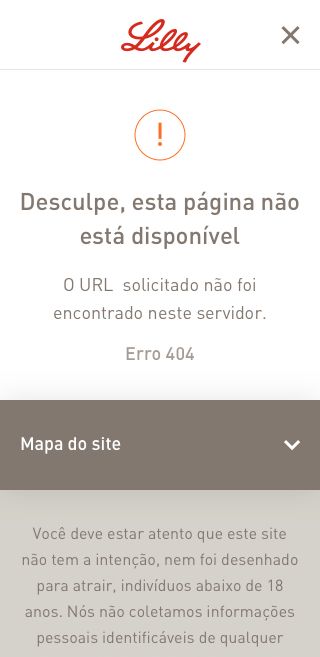 Lilly
Desculpe, esta página não
está disponível
O URL solicitado não foi
encontrado neste servidor.
Erro 404
Mapa do site
Você deve estar atento que este site
não tem a intenção, nem foi desenhado
para atrair, indivíduos abaixo de 18
anos. Nós não coletamos informações
pessoais identificáveis de qualquer